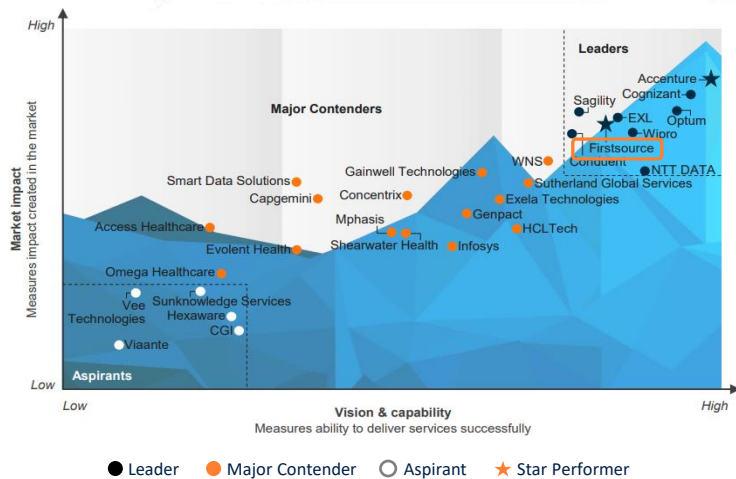 High
Leaders
Accenture
Cognizant
Sagility
Major Contenders
EXL
Optum
Wipro
Firstsource
Conduent
WNS
NTT DATA
Gainwell Technologies
Smart Data Solutions
Sutherland Global Services
Capgemini
Concentrix
Exela Technologies
Mphasis
Genpact
Access Healthcare
HCLTech
Shearwater Health
Evolent Health
Infosys
Omega Healthcare
Vee
Technologies
Sunknowledge Services
Hexaware
CGI
Viaante
Aspirants
Market impact
Measures impact created in the market
Low
Low
High
Vision & capability
Measures ability to deliver services successfully
Leader
Major Contender
Aspirant
Star Performer